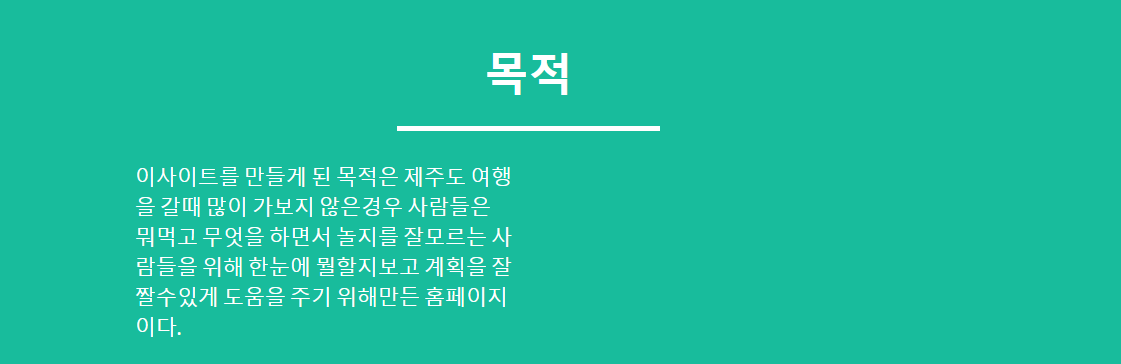 목적
이사이트를 만들게 된 목적은 제주도 여행
을 갈때 많이 가보지 않은경우 사람들은
뭐먹고 무엇을 하면서 놀지를 잘모르는 사
람들을 위해 한눈에 뭘할지보고 계획을 잘
짤수있게 도움을 주기 위해만든 홈페이지
이다.